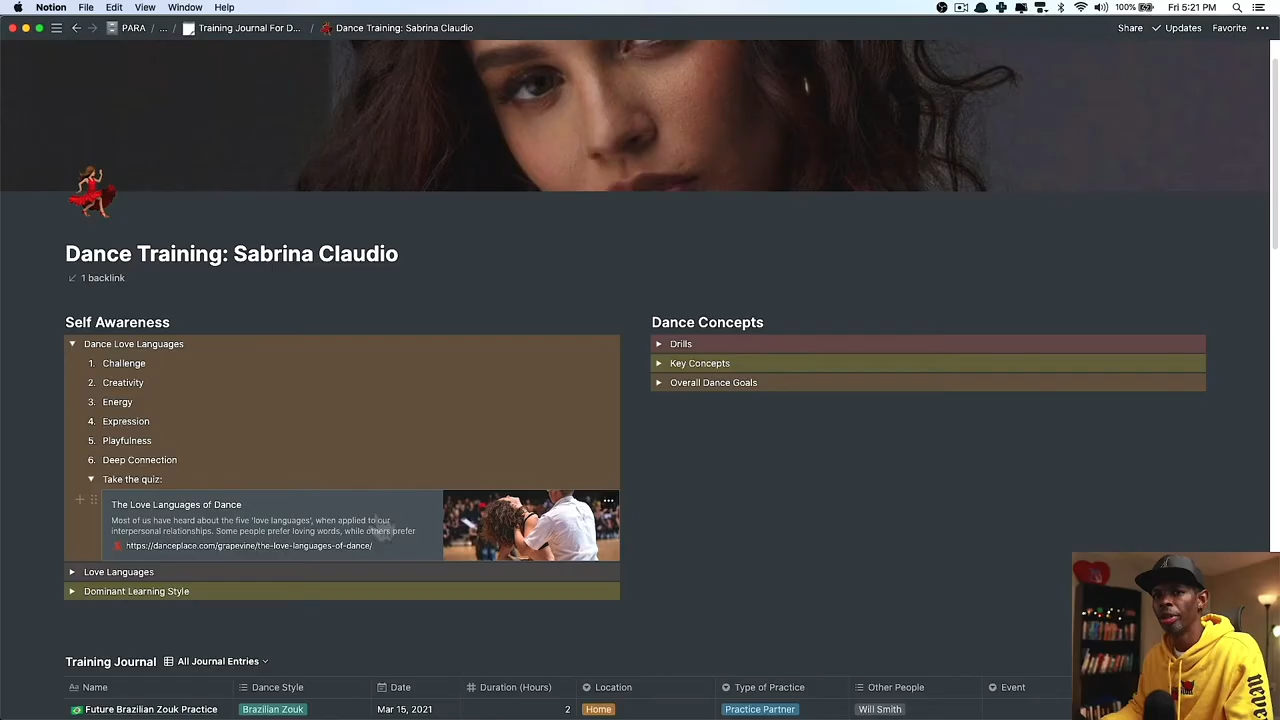 Notion File Edit View Window Help 100% Fri 5:21 PM
PARA / ... / Training Journal For D... / Dance Training: Sabrina Claudio Share Updates Favorite
Dance Training: Sabrina Claudio
1 backlink
Self Awareness
Dance Love Languages
1. Challenge
2. Creativity
3. Energy
4. Expression
5. Playfulness
6. Deep Connection
Take the quiz:
The Love Languages of Dance
Most of us have heard about the five 'love languages', when applied to our
interpersonal relationships. Some people prefer loving words, while others prefer
https://danceplace.com/grapevine/the-love-languages-of-dance/
Love Languages
Dominant Learning Style
Dance Concepts
Drills
Key Concepts
Overall Dance Goals
Training Journal All Journal Entries
Aa Name Dance Style Date Duration (Hours) Location Type of Practice Other People Event
Future Brazilian Zouk Practice Brazilian Zouk Mar 15, 2021 2 Home Practice Partner Will Smith